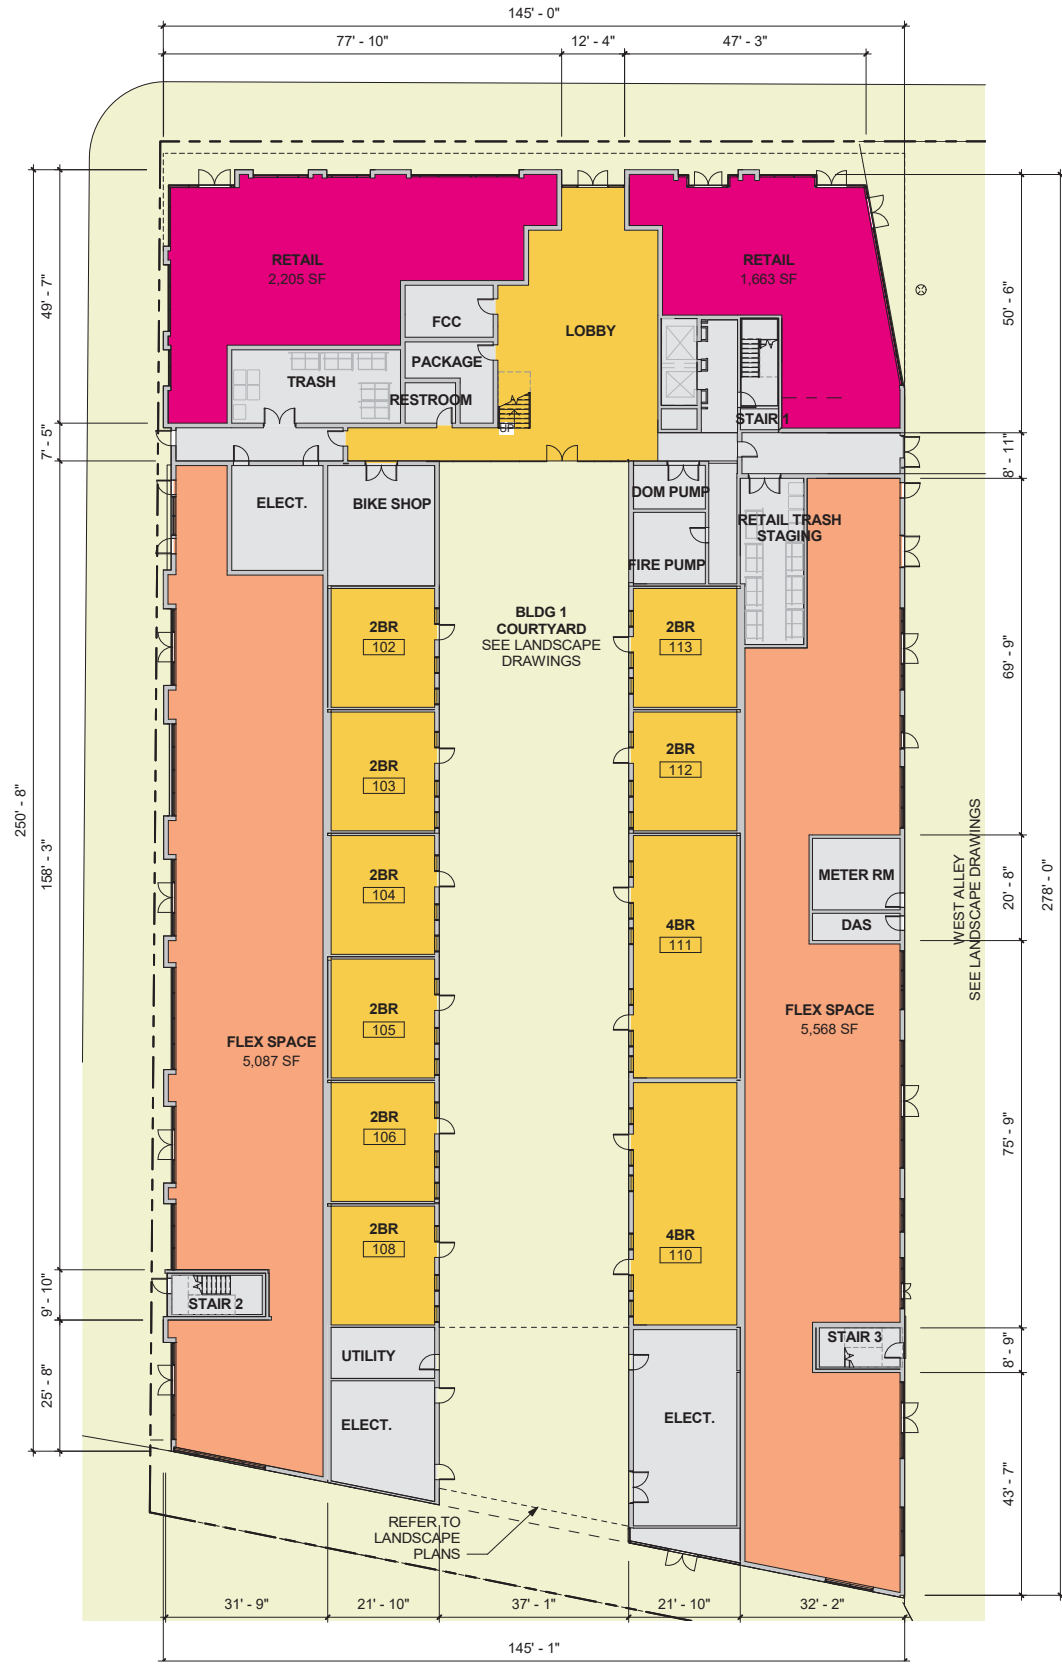 145' - 0"
77' - 10"
12' - 4"
47' - 3"
RETAIL
2,205 SF
RETAIL
1,663 SF
49' - 7"
50' - 6"
FCC
LOBBY
PACKAGE
TRASH
RESTROOM
STAIR 1
UP
7' - 5"
8' - 11"
ELECT.
BIKE SHOP
DOM PUMP
RETAIL TRASH
STAGING
FIRE PUMP
BLDG 1
COURTYARD
SEE LANDSCAPE
DRAWINGS
2BR
102
2BR
113
69' - 9"
2BR
103
2BR
112
250' - 8"
158' - 3"
2BR
104
4BR
111
METER RM
DAS
WEST ALLEY
SEE LANDSCAPE DRAWINGS
20' - 8"
278' - 0"
2BR
105
FLEX SPACE
5,087 SF
FLEX SPACE
5,568 SF
2BR
106
75' - 9"
2BR
108
4BR
110
9' - 10"
STAIR 2
STAIR 3
8' - 9"
UTILITY
25' - 8"
ELECT.
ELECT.
43' - 7"
REFER TO
LANDSCAPE
PLANS
31' - 9"
21' - 10"
37' - 1"
21' - 10"
32' - 2"
145' - 1"